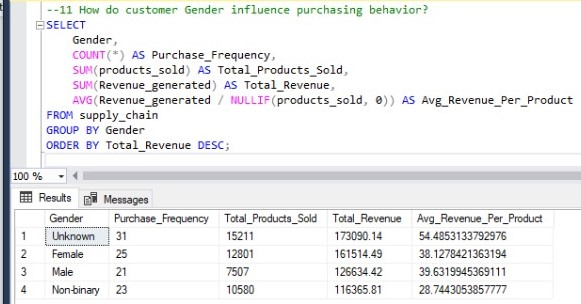 --11 How do customer Gender influence purchasing behavior?
SELECT
Gender,
COUNT(*) AS Purchase_Frequency,
SUM(products_sold) AS Total_Products_Sold,
SUM(Revenue_generated) AS Total_Revenue,
AVG(Revenue_generated / NULLIF(products_sold, 0)) AS Avg_Revenue_Per_Product
FROM supply_chain
GROUP BY Gender
ORDER BY Total_Revenue DESC;
100 %
Results Messages
Gender Purchase_Frequency Total_Products_Sold Total_Revenue Avg_Revenue_Per_Product
1 Unknown 31 15211 173090.14 54.4853133792976
2 Female 25 12801 161514.49 38.1278421363194
3 Male 21 7507 126634.42 39.6319945369111
4 Non-binary 23 10580 116365.81 28.7443053857777